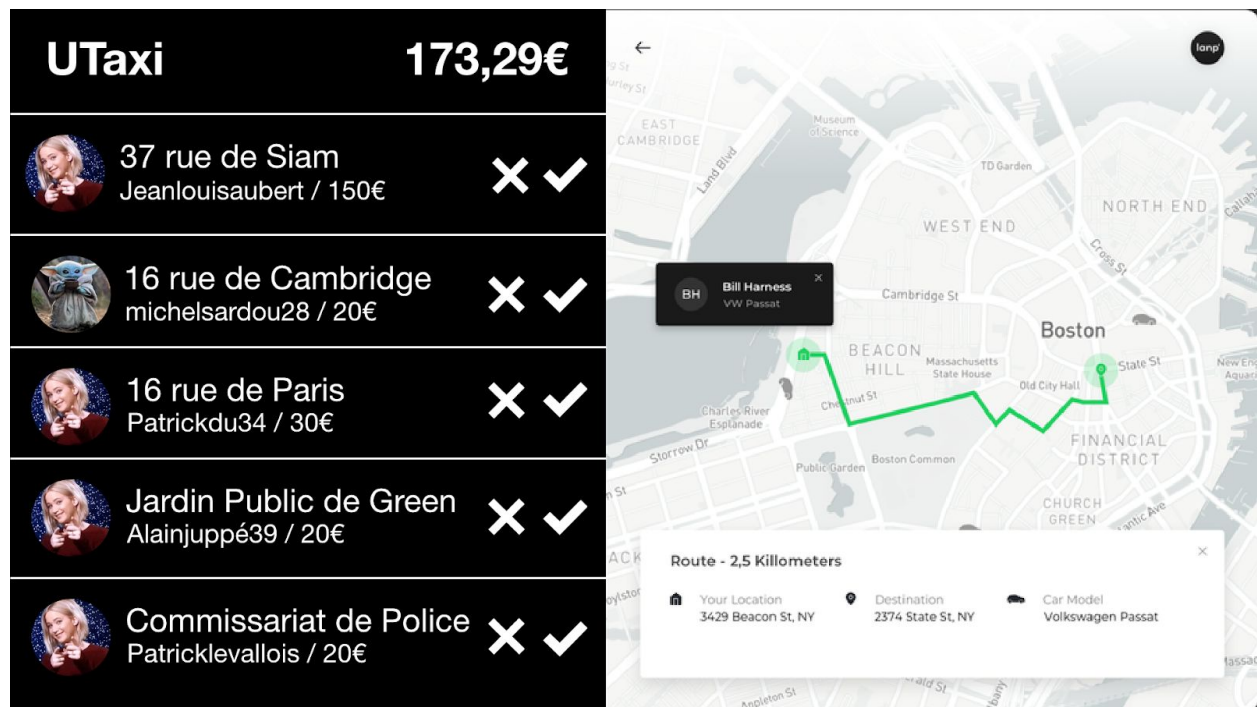 UTaxi 173,29€
37 rue de Siam
Jeanlouisaubert / 150€
16 rue de Cambridge
michelsardou28 / 20€
16 rue de Paris
Patrickdu34 / 30€
Jardin Public de Green
Alainjuppé39 / 20€
Commissariat de Police
Patricklevallois / 20€
lanp'
EAST
CAMBRIDGE
Museum
of Science
Land Blvd
TD Garden
NORTH END
WEST END
Cross St
BH
Bill Harness
VW Passat
Cambridge St
Boston
BEACON
HILL
Massachusetts
State House
State St
Old City Hall
Chestnut St
Charles River
Esplanade
Storrow Dr
FINANCIAL
DISTRICT
Public Garden
Boston Common
CHURCH
GREEN
Route - 2,5 Killometers
Your Location
3429 Beacon St, NY
Destination
2374 State St, NY
Car Model
Volkswagen Passat
Appleton St